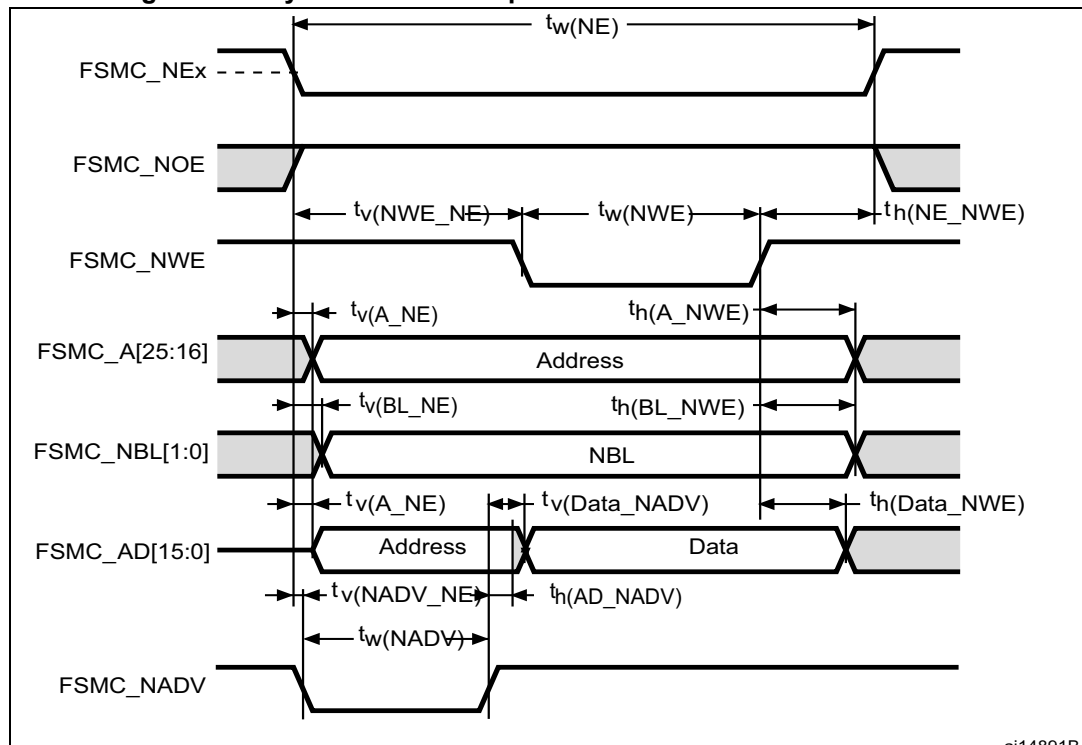 tw(NE)
FSMC_NEx
FSMC_NOE
tv(NWE_NE) tw(NWE) th(NE_NWE)
FSMC_NWE
tv(A_NE) th(A_NWE)
FSMC_A[25:16] Address
tv(BL_NE) th(BL_NWE)
FSMC_NBL[1:0] NBL
tv(A_NE) tv(Data_NADV) th(Data_NWE)
FSMC_AD[15:0] Address Data
tv(NADV_NE) th(AD_NADV)
tw(NADV)
FSMC_NADV